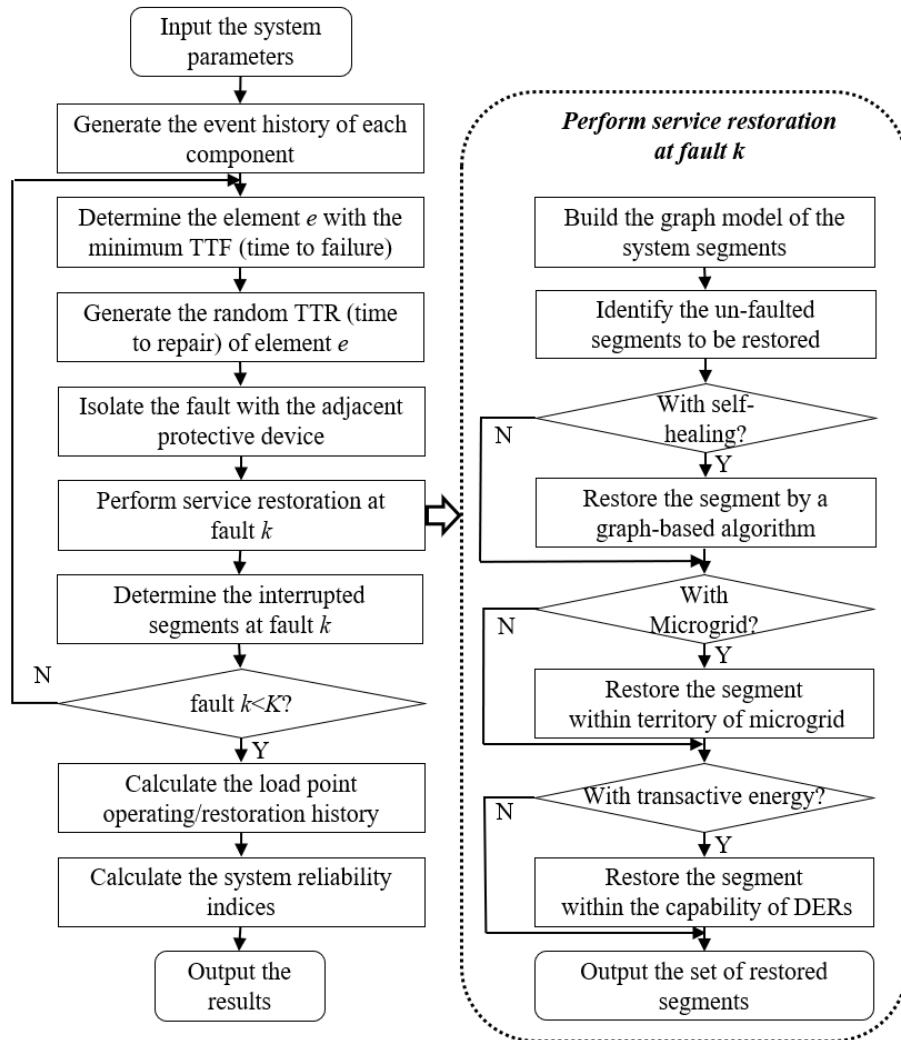 Input the system
parameters
Generate the event history of each
component
Determine the element e with the
minimum TTF (time to failure)
Generate the random TTR (time
to repair) of element e
Isolate the fault with the adjacent
protective device
Perform service restoration at
fault k
Determine the interrupted
segments at fault k
N
fault k<K?
Y
Calculate the load point
operating/restoration history
Calculate the system reliability
indices
Output the
results
Perform service restoration
at fault k
Build the graph model of the
system segments
Identify the un-faulted
segments to be restored
With self-
healing?
N
Y
Restore the segment by a
graph-based algorithm
With
Microgrid?
N
Y
Restore the segment
within territory of microgrid
With transactive energy?
N
Y
Restore the segment
within the capability of DERs
Output the set of restored
segments